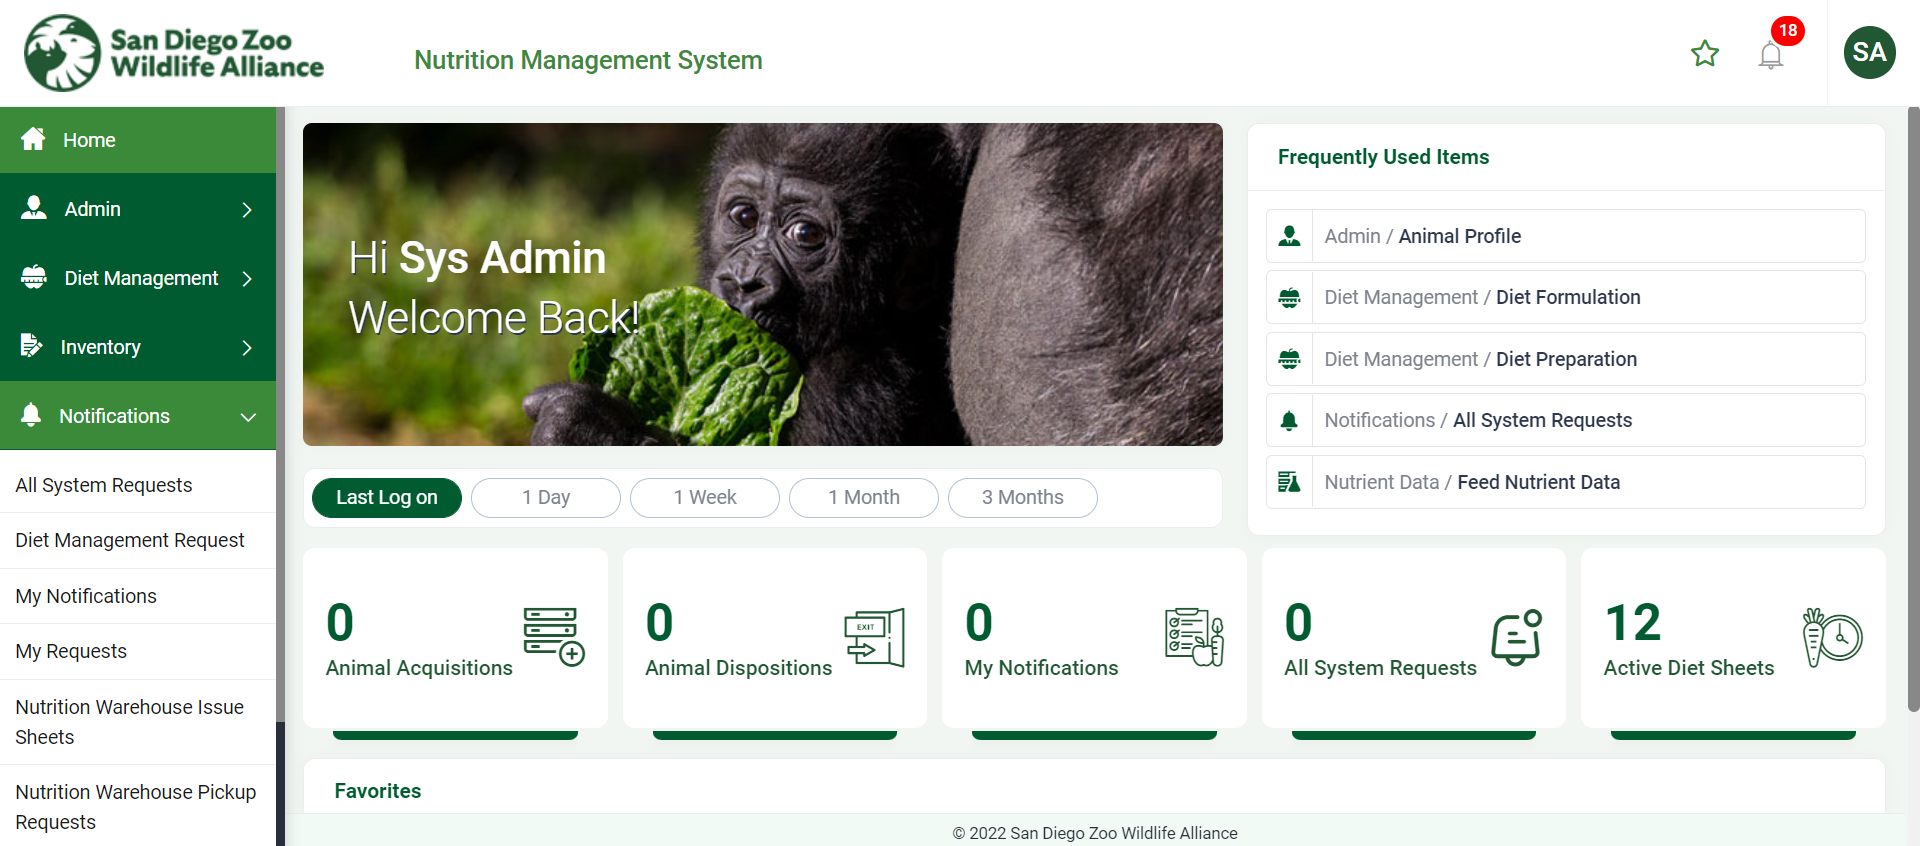 San Diego Zoo
Wildlife Alliance
Nutrition Management System
18
SA
Home
Admin
Diet Management
Inventory
Notifications
All System Requests
Diet Management Request
My Notifications
My Requests
Nutrition Warehouse Issue
Sheets
Nutrition Warehouse Pickup
Requests
Hi Sys Admin
Welcome Back!
Last Log on
1 Day
1 Week
1 Month
3 Months
Frequently Used Items
Admin / Animal Profile
Diet Management / Diet Formulation
Diet Management / Diet Preparation
Notifications / All System Requests
Nutrient Data / Feed Nutrient Data
0
Animal Acquisitions
0
EXIT
Animal Dispositions
0
My Notifications
0
All System Requests
12
Active Diet Sheets
Favorites
© 2022 San Diego Zoo Wildlife Alliance